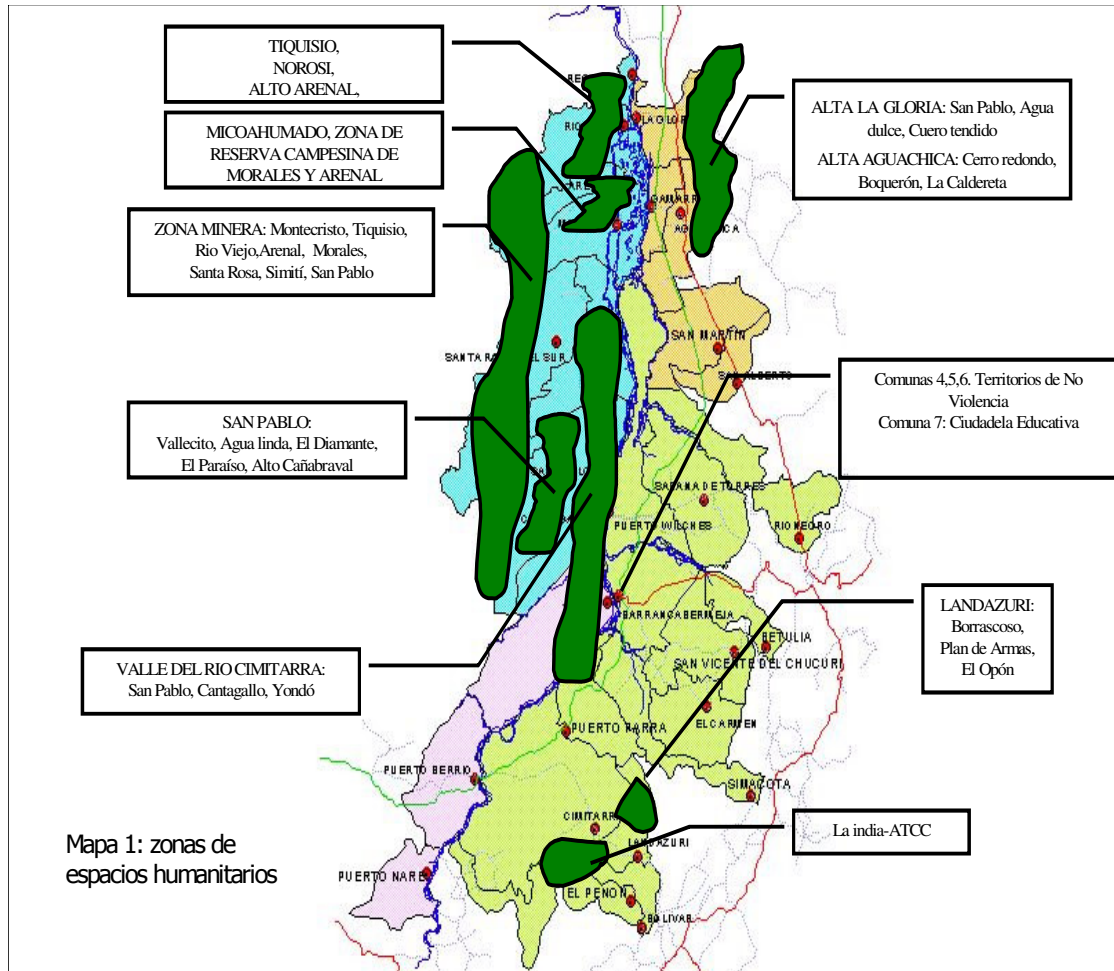 TIQUISIO,
NOROSI,
ALTO ARENAL,
MICOAHUMADO, ZONA DE
RESERVA CAMPESINA DE
MORALES Y ARENAL
ZONA MINERA: Montecristo, Tiquisio,
Rio Viejo,Arenal, Morales,
Santa Rosa, Simití, San Pablo
SAN PABLO:
Vallecito, Agua linda, El Diamante,
El Paraíso, Alto Cañabraval
VALLE DEL RIO CIMITARRA:
San Pablo, Cantagallo, Yondó
ALTA LA GLORIA: San Pablo, Agua
dulce, Cuero tendido
ALTA AGUACHICA: Cerro redondo,
Boquerón, La Caldereta
Comunas 4,5,6. Territorios de No
Violencia
Comuna 7: Ciudadela Educativa
LANDAZURI:
Borrascoso,
Plan de Armas,
El Opón
La india-ATCC
Mapa 1: zonas de
espacios humanitarios
LA GLOR
GAMARR
SAN MARTIN
SANTA R
EL SUR
SABANA DE TORRES
PUERTO WILCHES
RIO NEGRO
BARRANCABERMEJA
BETULIA
SAN VICENTE DEL CHUCURI
EL CARMEN
PUERTO PARRA
PUERTO BERRIO
SIMACOTA
CIMITARR
LANDAZURI
PUERTO NARE
EL PEÑON
BOLIVAR